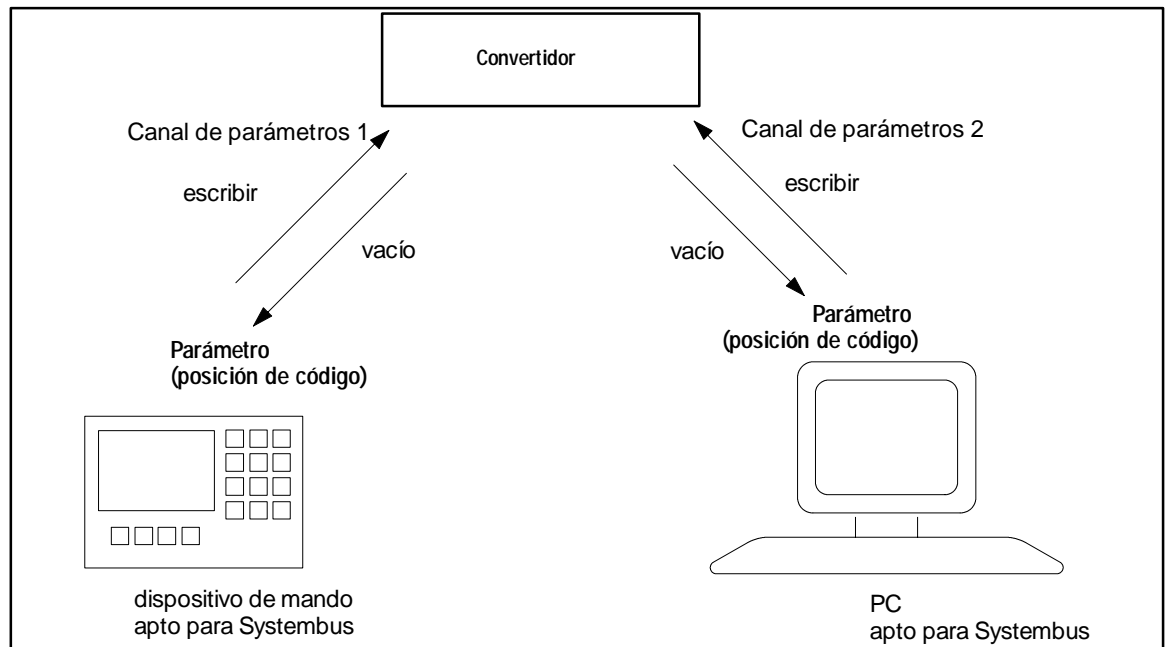 Convertidor
Canal de parámetros 1
Canal de parámetros 2
escribir
escribir
vacío
vacío
Parámetro
(posición de código)
Parámetro
(posición de código)
dispositivo de mando
apto para Systembus
PC
apto para Systembus